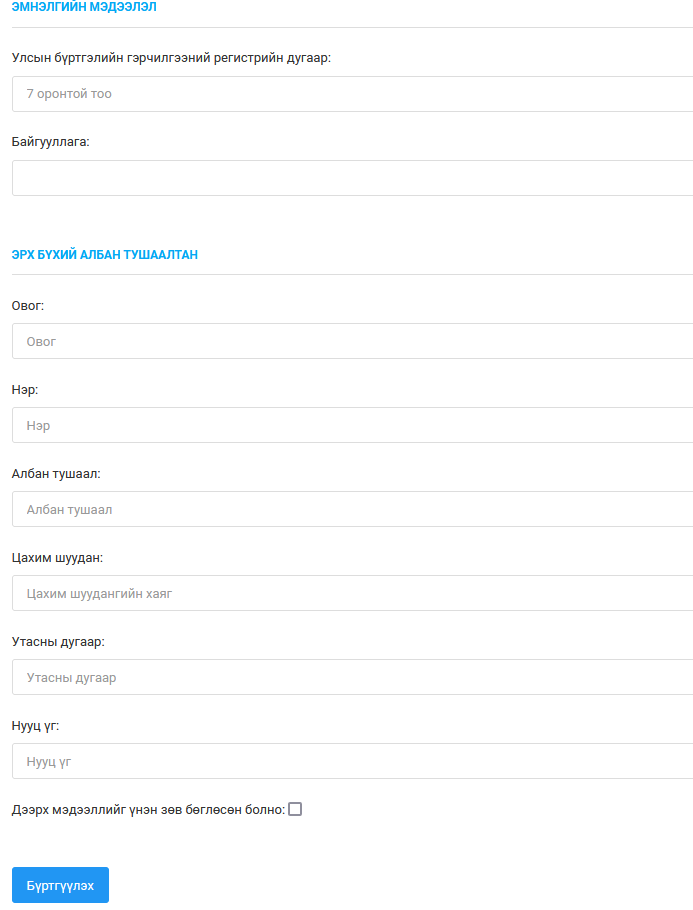 ЭМНЭЛГИЙН МЭДЭЭЛЭЛ
Улсын бүртгэлийн гэрчилгээний регистрийн дугаар:
7 оронтой тоо
Байгууллага:
ЭРХ БҮХИЙ АЛБАН ТУШААЛТАН
Овог:
Овог
Нэр:
Нэр
Албан тушаал:
Албан тушаал
Цахим шуудан:
Цахим шуудангийн хаяг
Утасны дугаар:
Утасны дугаар
Нууц үг:
Нууц үг
Дээрх мэдээллийг үнэн зөв бөглөсөн болно:
Бүртгүүлэх